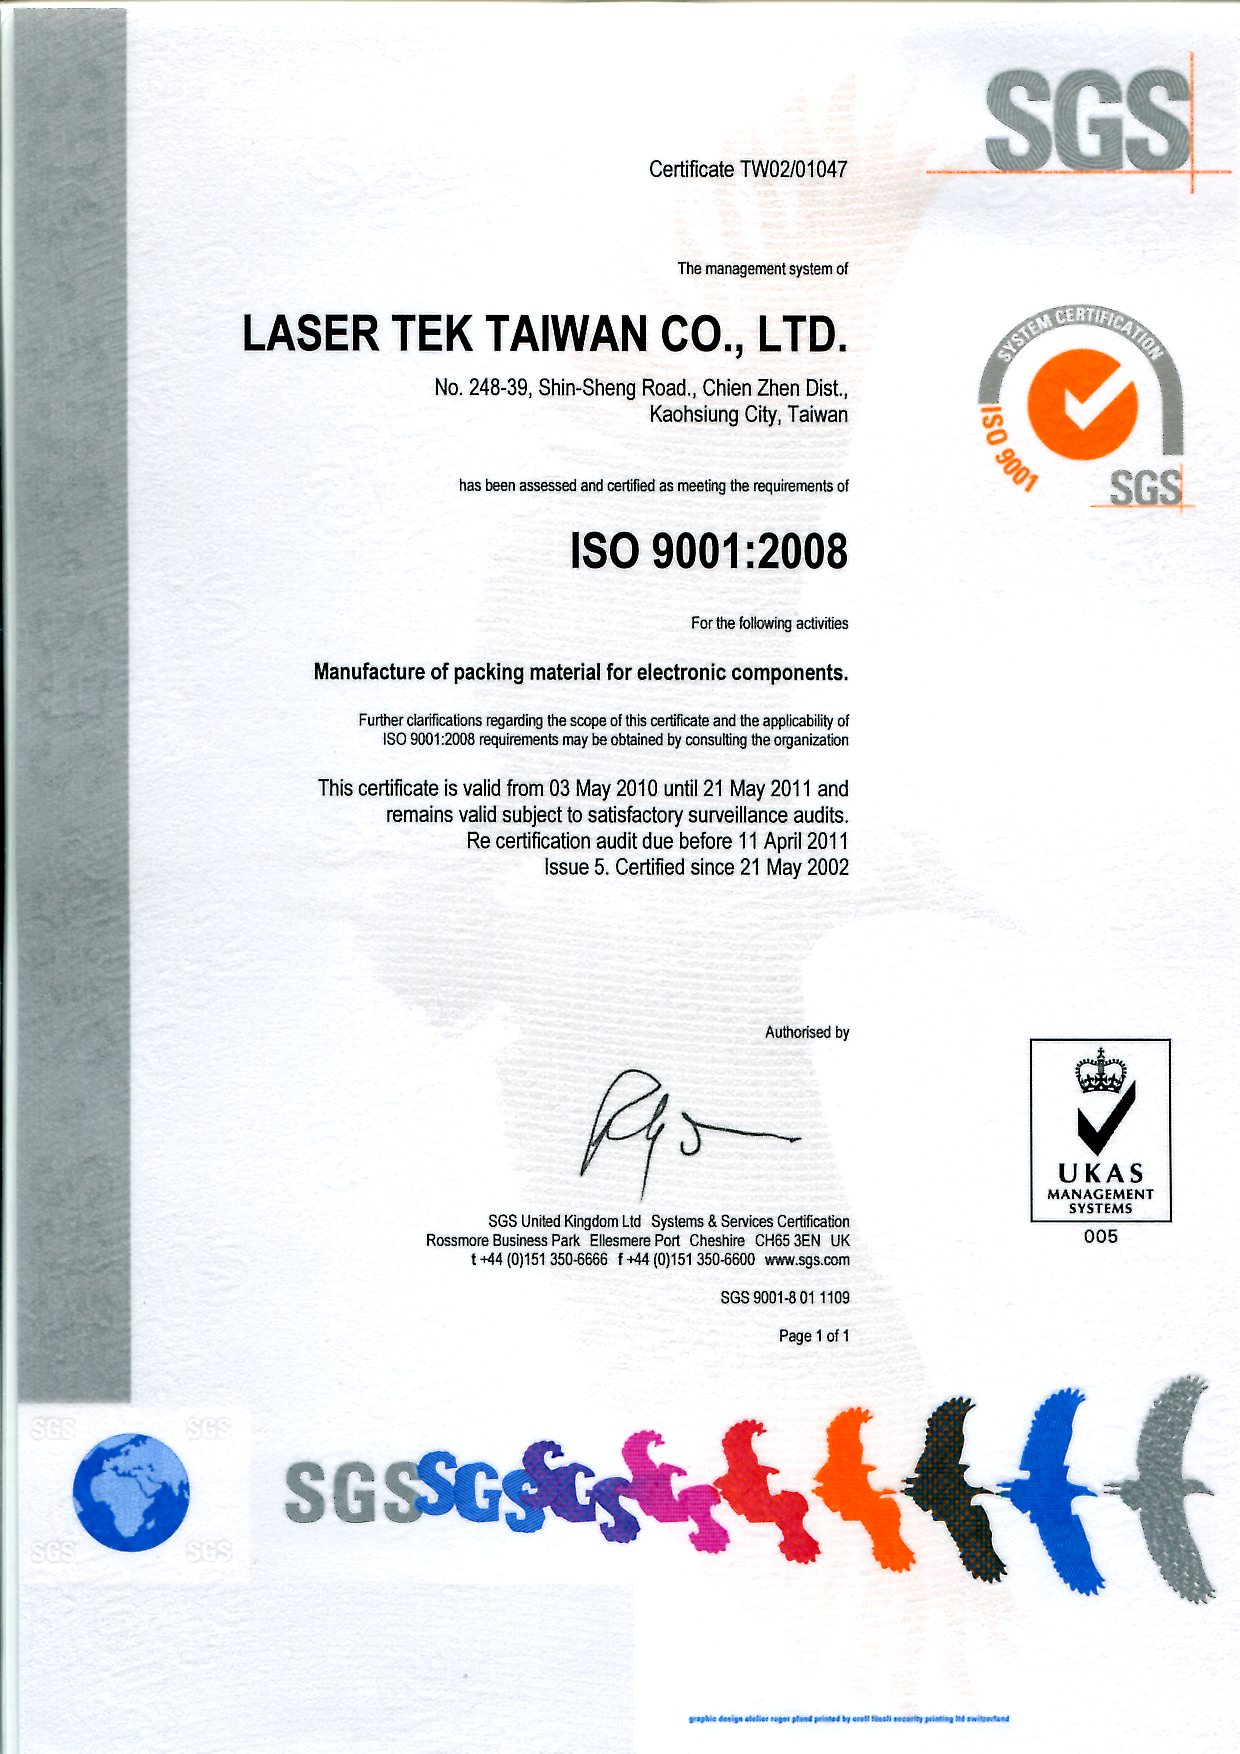 SGS
Certificate TW02/01047
The management system of
LASER TEK TAIWAN CO., LTD.
No. 248-39, Shin-Sheng Road., Chien Zhen Dist.,
Kaohsiung City, Taiwan
SYSTEM CERTIFICATION
ISO 9001
SGS
has been assessed and certified as meeting the requirements of
ISO 9001:2008
For the following activities
Manufacture of packing material for electronic components.
Further clarifications regarding the scope of this certificate and the applicability of
ISO 9001:2008 requirements may be obtained by consulting the organization
This certificate is valid from 03 May 2010 until 21 May 2011 and
remains valid subject to satisfactory surveillance audits.
Re certification audit due before 11 April 2011
Issue 5. Certified since 21 May 2002
Authorised by
SGS United Kingdom Ltd Systems & Services Certification
Rossmore Business Park Ellesmere Port Cheshire CH65 3EN UK
t +44 (0)151 350-6666 f +44 (0)151 350-6600 www.sgs.com
SGS 9001-8 01 1109
Page 1 of 1
UKAS
MANAGEMENT
SYSTEMS
005
SGS SGS
SGS SGS
SGS SGS SGS
graphic design atelier roger pfund printed by orell füssli security printing ltd switzerland